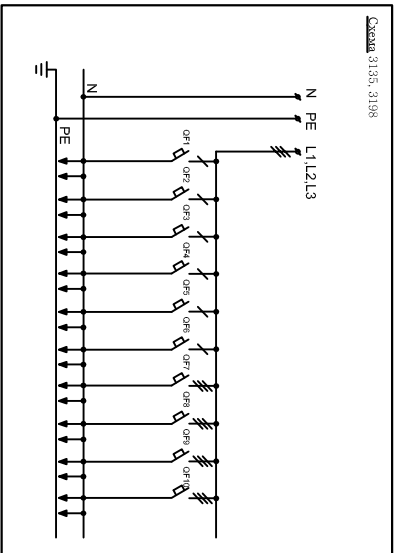 Схема 3135, 3198
N
PE
L1,L2,L3
N
PE
QF1
QF2
QF3
QF4
QF5
QF6
QF7
QF8
QF9
QF10